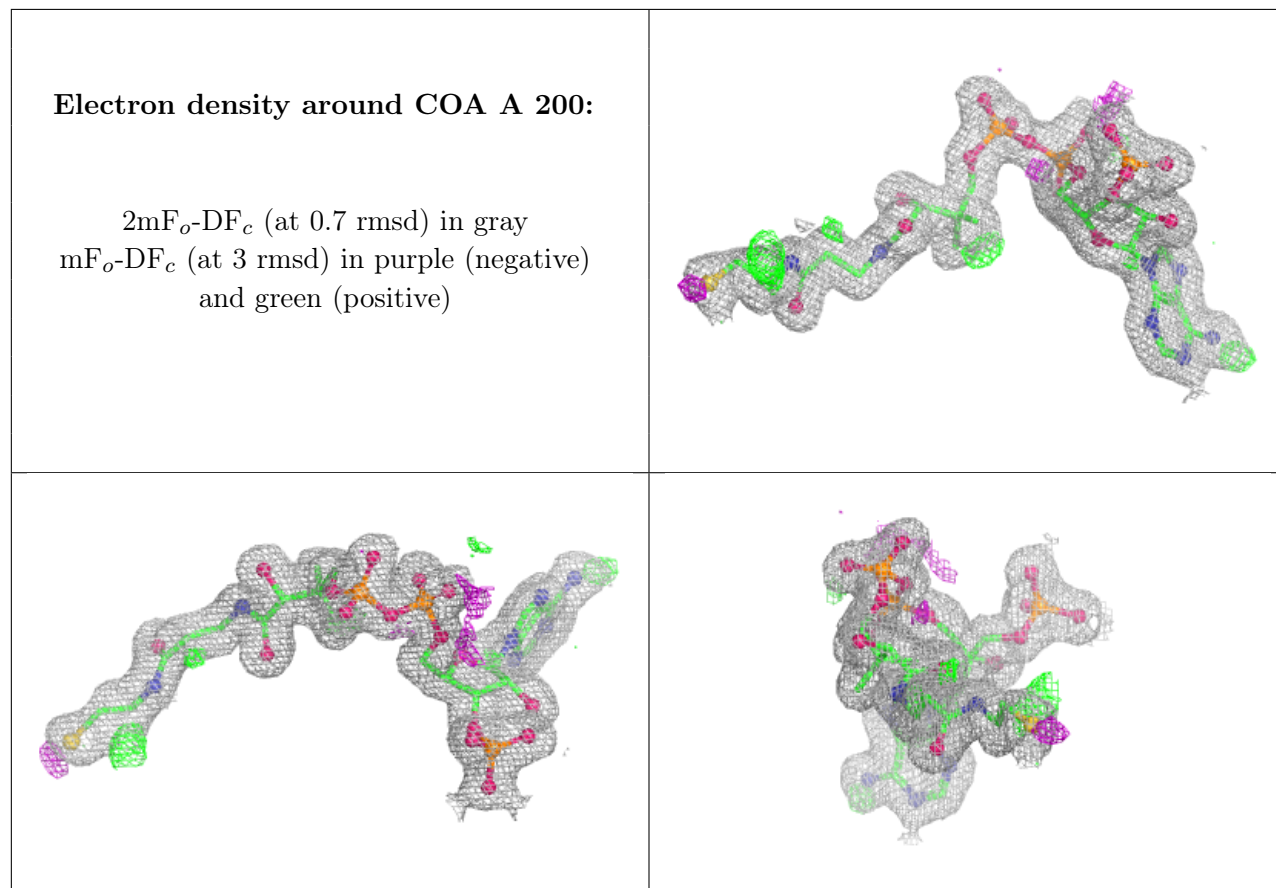 Electron density around COA A 200:
2mFo-DFc (at 0.7 rmsd) in gray
mFo-DFc (at 3 rmsd) in purple (negative)
and green (positive)